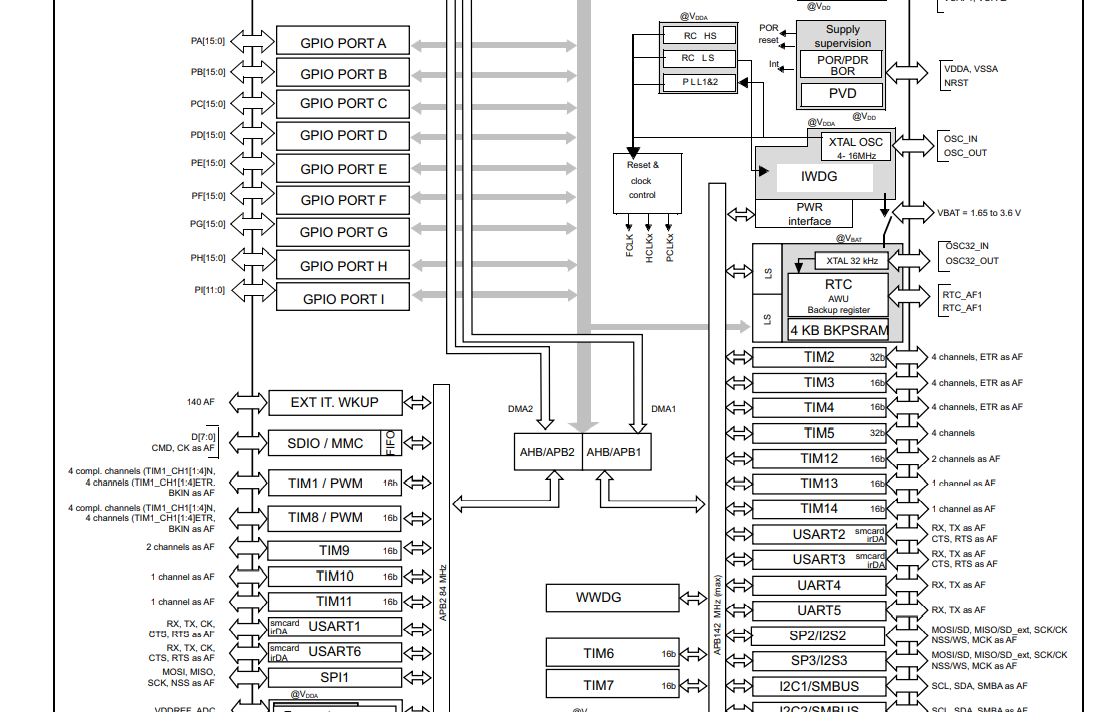 @VDD
@VDDA
POR
reset
Int
RC HS
RC LS
PLL1&2
Supply
supervision
POR/PDR
BOR
PVD
VDDA, VSSA
NRST
@VDDA
@VDD
XTAL OSC
4- 16MHz
OSC_IN
OSC_OUT
IWDG
PWR
interface
VBAT = 1.65 to 3.6 V
Reset &
clock
control
FCLK
HCLKx
PCLKx
@VBAT
LS
LS
XTAL 32 kHz
OSC32_IN
OSC32_OUT
RTC
AWU
Backup register
RTC_AF1
RTC_AF1
4 KB BKPSRAM
PA[15:0]
GPIO PORT A
PB[15:0]
GPIO PORT B
PC[15:0]
GPIO PORT C
PD[15:0]
GPIO PORT D
PE[15:0]
GPIO PORT E
PF[15:0]
GPIO PORT F
PG[15:0]
GPIO PORT G
PH[15:0]
GPIO PORT H
PI[11:0]
GPIO PORT I
DMA2
DMA1
AHB/APB2
AHB/APB1
140 AF
EXT IT. WKUP
D[7:0]
CMD, CK as AF
SDIO / MMC
FIFO
4 compl. channels (TIM1_CH1[1:4]N,
4 channels (TIM1_CH1[1:4]ETR,
BKIN as AF
TIM1 / PWM
16b
4 compl. channels (TIM1_CH1[1:4]N,
4 channels (TIM1_CH1[1:4]ETR,
BKIN as AF
TIM8 / PWM
16b
2 channels as AF
TIM9
16b
1 channel as AF
TIM10
16b
1 channel as AF
TIM11
16b
RX, TX, CK,
CTS, RTS as AF
smcard
irDA
USART1
RX, TX, CK,
CTS, RTS as AF
smcard
irDA
USART6
MOSI, MISO,
SCK, NSS as AF
SPI1
@VDDA
VDDREF_ADC
APB2 84 MHz
WWDG
TIM6
16b
TIM7
16b
APB142 MHz (max)
TIM2
32b
4 channels, ETR as AF
TIM3
16b
4 channels, ETR as AF
TIM4
16b
4 channels, ETR as AF
TIM5
32b
4 channels
TIM12
16b
2 channels as AF
TIM13
16b
1 channel as AF
TIM14
16b
1 channel as AF
USART2
smcard
irDA
RX, TX as AF
CTS, RTS as AF
USART3
smcard
irDA
RX, TX as AF
CTS, RTS as AF
UART4
RX, TX as AF
UART5
RX, TX as AF
SP2/I2S2
MOSI/SD, MISO/SD_ext, SCK/CK
NSS/WS, MCK as AF
SP3/I2S3
MOSI/SD, MISO/SD_ext, SCK/CK
NSS/WS, MCK as AF
I2C1/SMBUS
SCL, SDA, SMBA as AF
I2C2/SMBUS
SCL, SDA, SMBA as AF